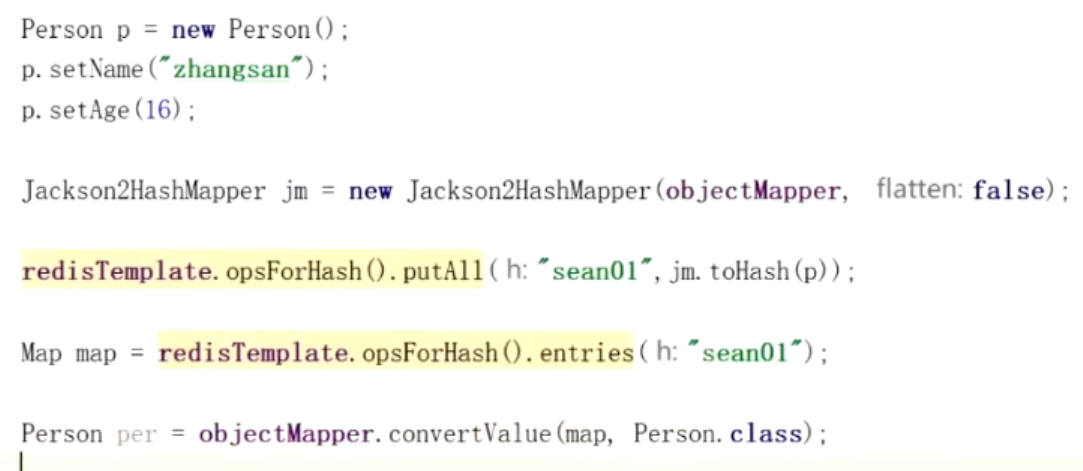 Person p = new Person();
p.setName("zhangsan");
p.setAge(16);
Jackson2HashMapper jm = new Jackson2HashMapper(objectMapper, flatten: false);
redisTemplate.opsForHash().putAll( h: "sean01", jm.toHash(p));
Map map = redisTemplate.opsForHash().entries( h: "sean01");
Person per = objectMapper.convertValue(map, Person.class);